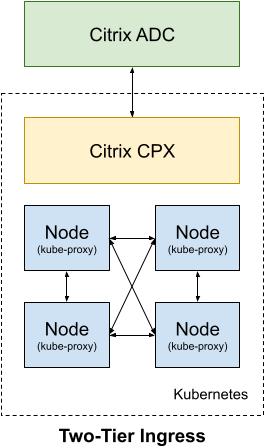 Citrix ADC
Citrix CPX
Node
(kube-proxy)
Node
(kube-proxy)
Node
(kube-proxy)
Node
(kube-proxy)
Kubernetes
Two-Tier Ingress